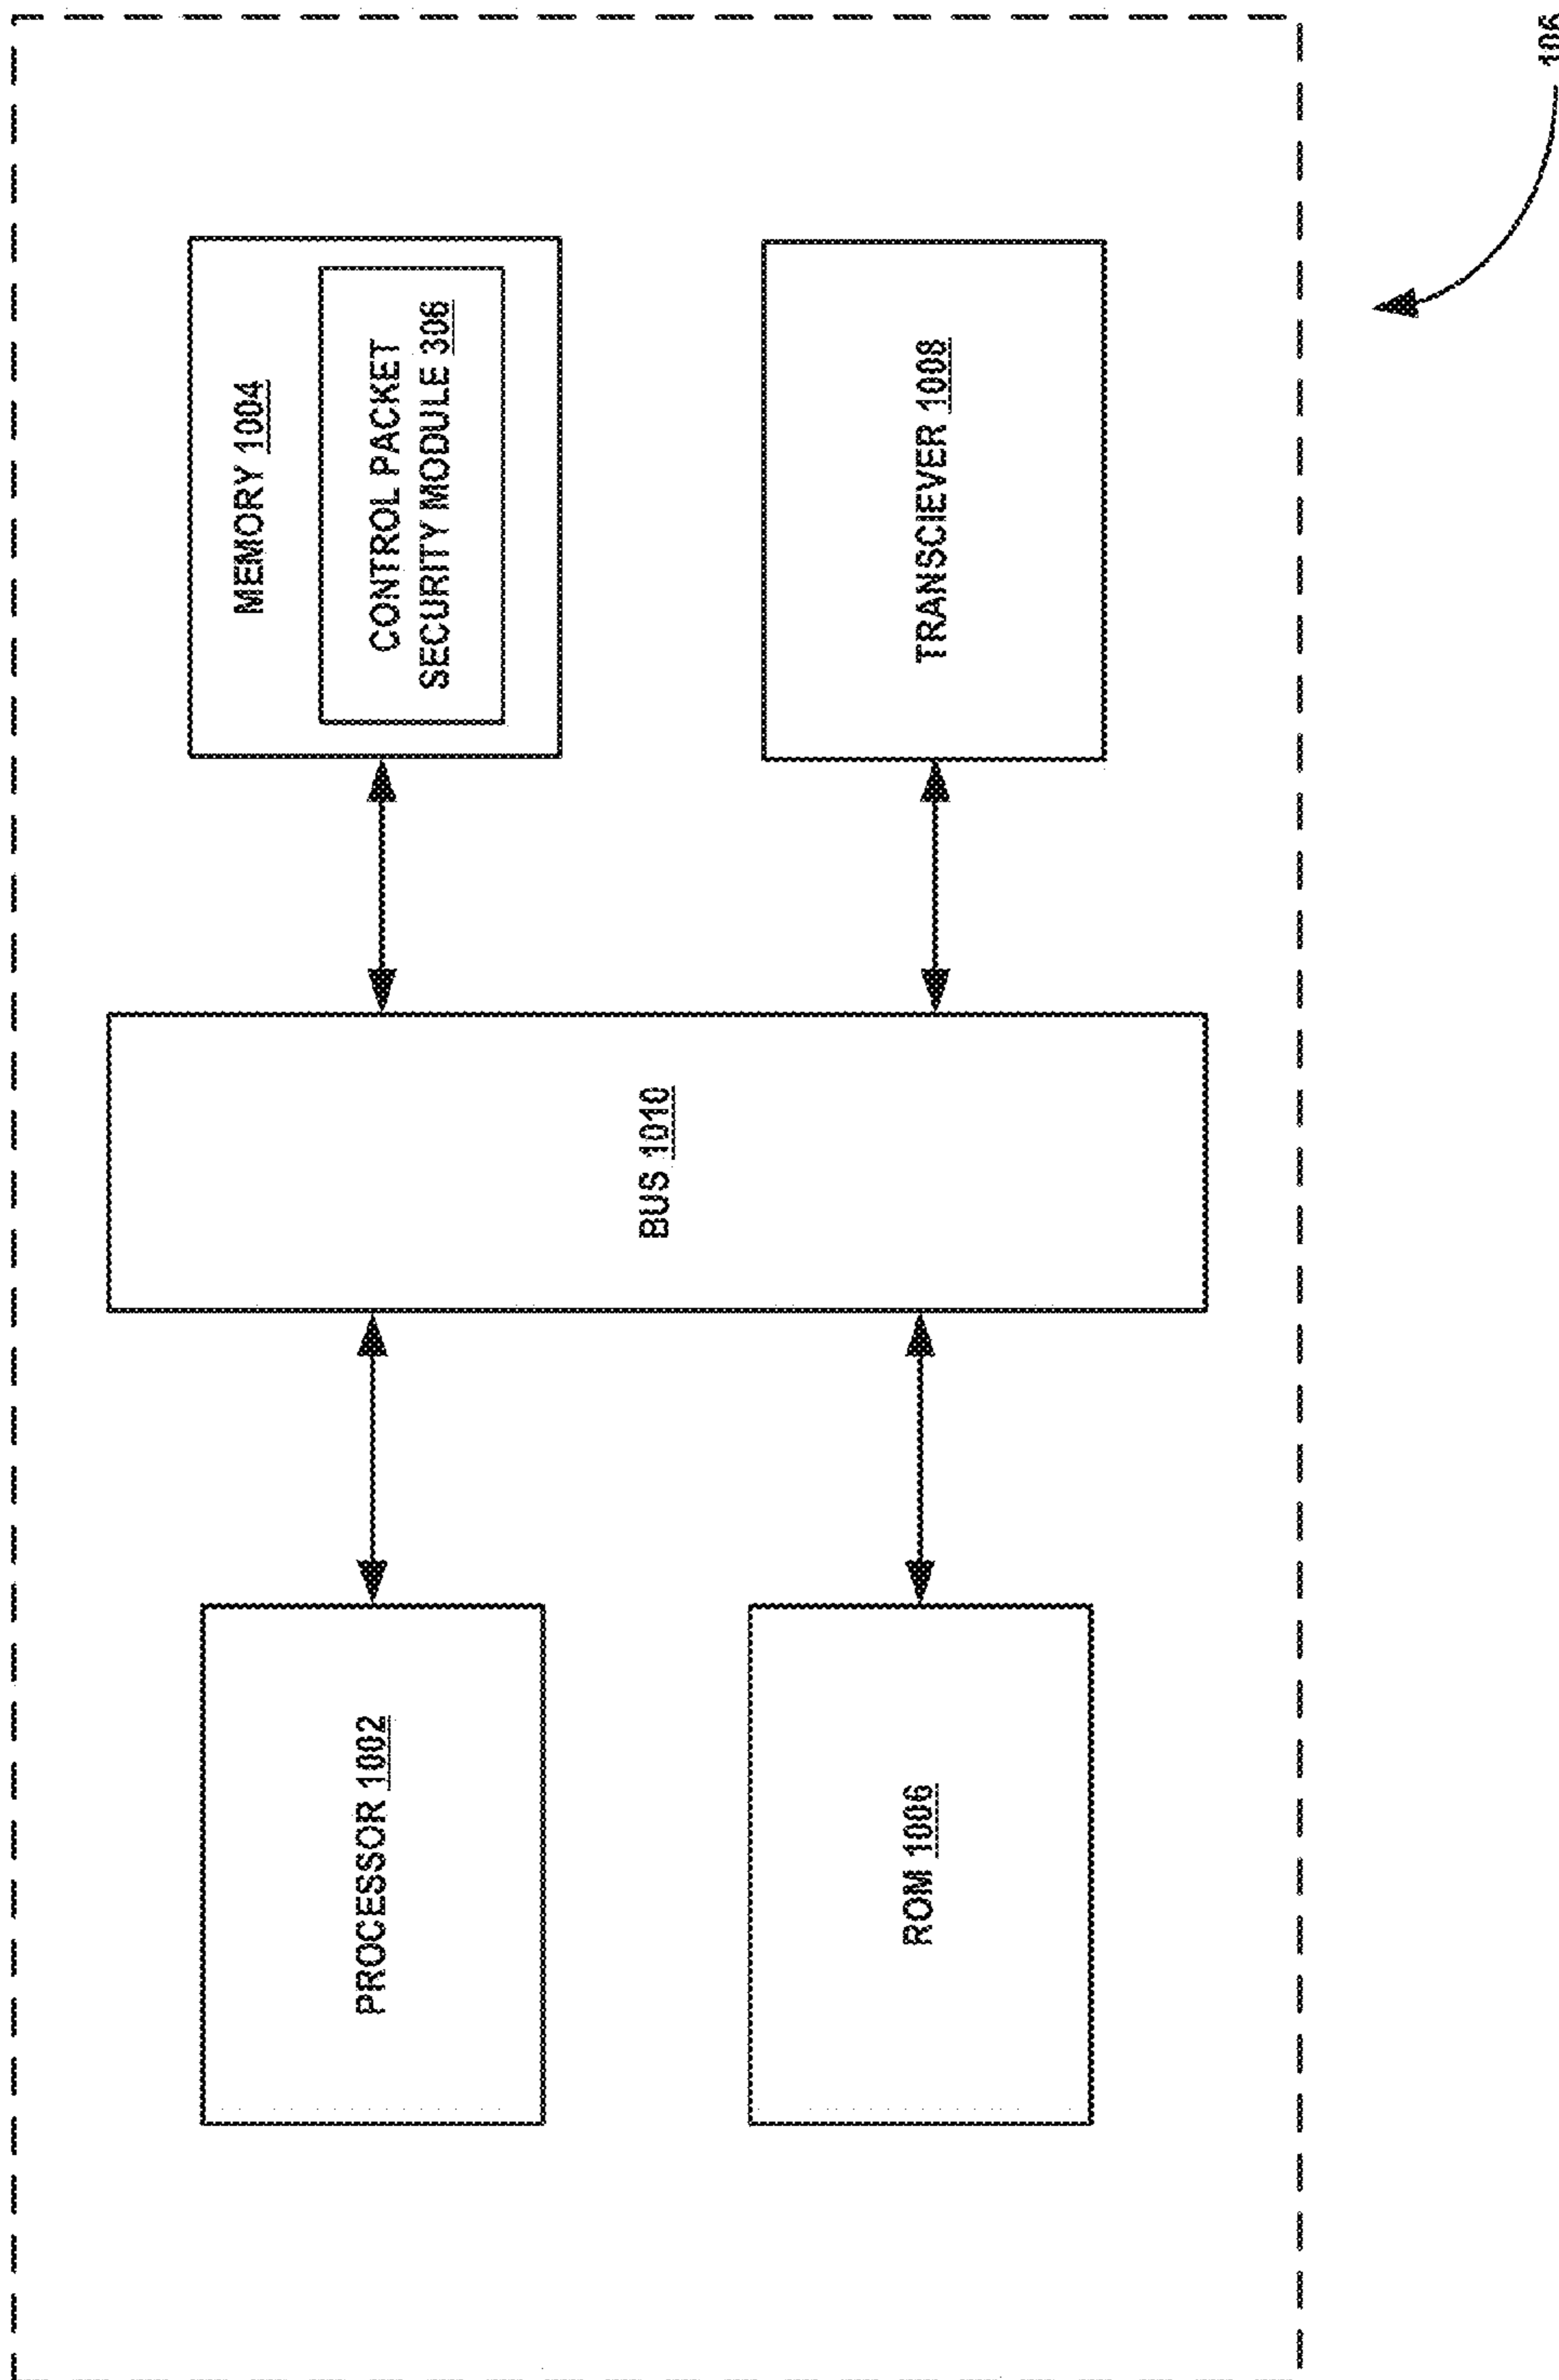 PROCESSOR 1002
BUS 1010
MEMORY 1004
CONTROL PACKET
SECURITY MODULE 306
ROM 1006
TRANSCIEVER 1008